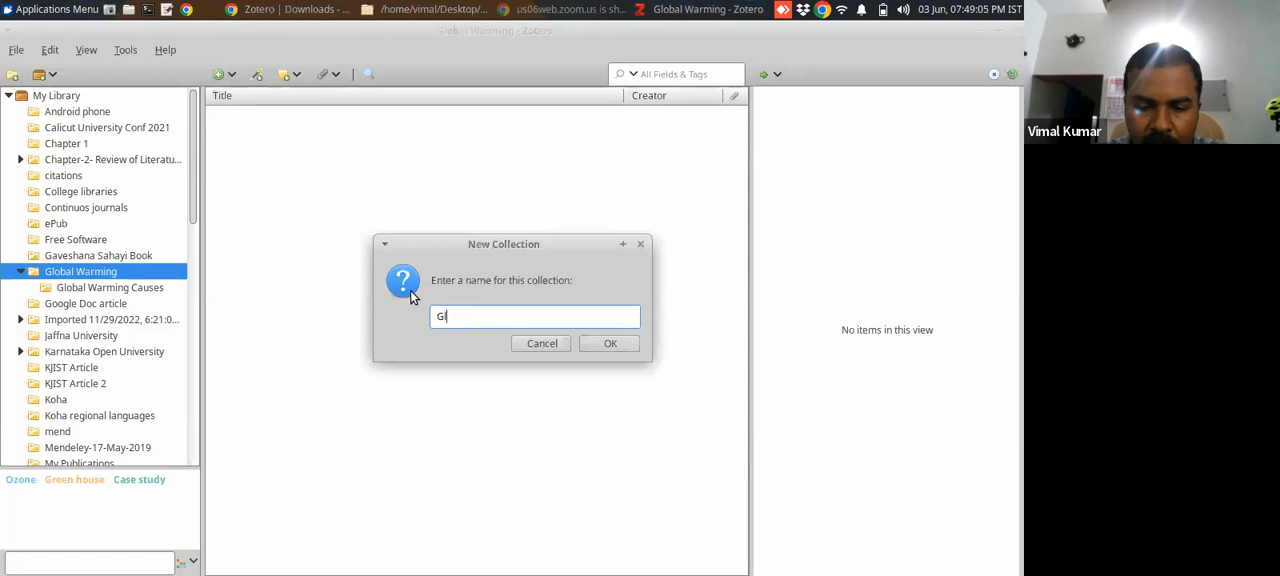 Applications Menu
Zotero | Downloads - ...
/home/vimal/Desktop/...
us06web.zoom.us is sh...
Global Warming - Zotero
03 Jun, 07:49:05 PM IST
Global Warming - Zotero
File Edit View Tools Help
All Fields & Tags
My Library
Android phone
Calicut University Conf 2021
Chapter 1
Chapter-2- Review of Literatu...
citations
College libraries
Continuos journals
ePub
Free Software
Gaveshana Sahayi Book
Global Warming
Global Warming Causes
Google Doc article
Imported 11/29/2022, 6:21:0...
Jaffna University
Karnataka Open University
KJIST Article
KJIST Article 2
Koha
Koha regional languages
mend
Mendeley-17-May-2019
My Publications
Ozone Green house Case study
Title Creator
New Collection
Enter a name for this collection:
Gl
Cancel OK
No items in this view
Vimal Kumar